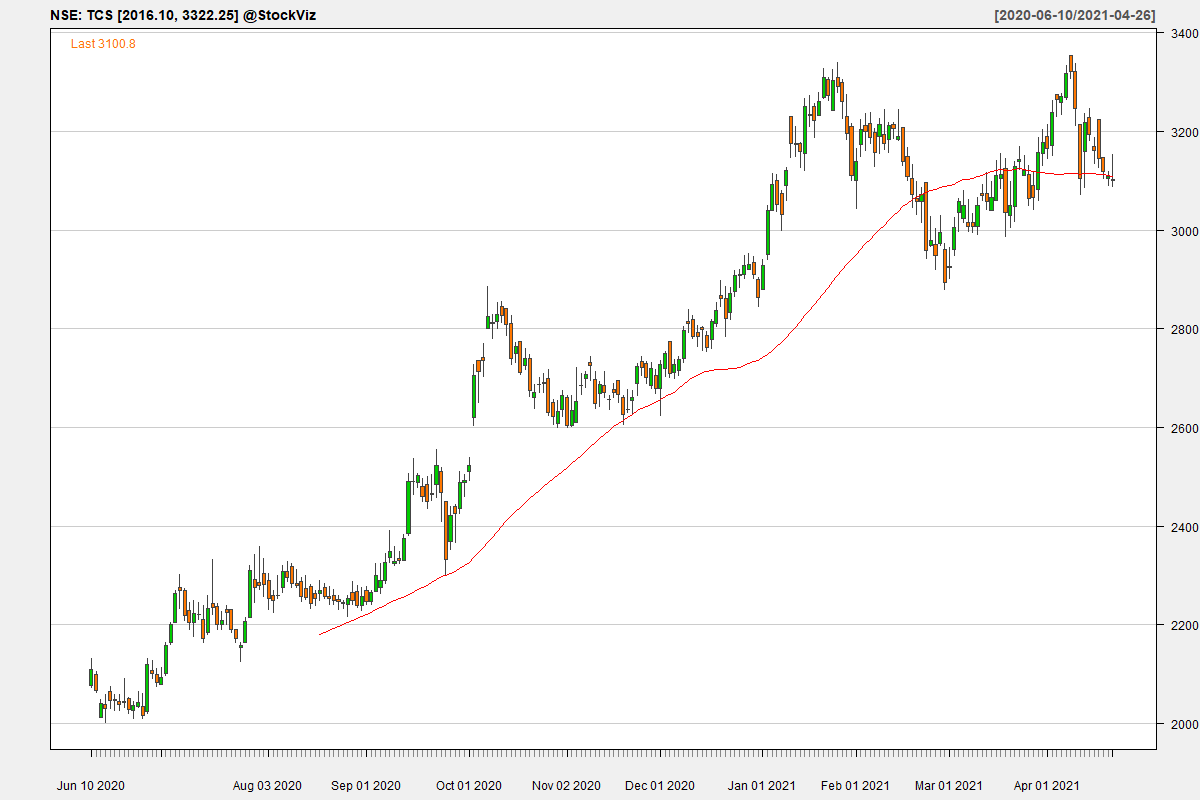 NSE: TCS [2016.10, 3322.25] @StockViz
[2020-06-10/2021-04-26]
Last 3100.8
3400
3200
3000
2800
2600
2400
2200
2000
Jun 10 2020
Aug 03 2020
Sep 01 2020
Oct 01 2020
Nov 02 2020
Dec 01 2020
Jan 01 2021
Feb 01 2021
Mar 01 2021
Apr 01 2021